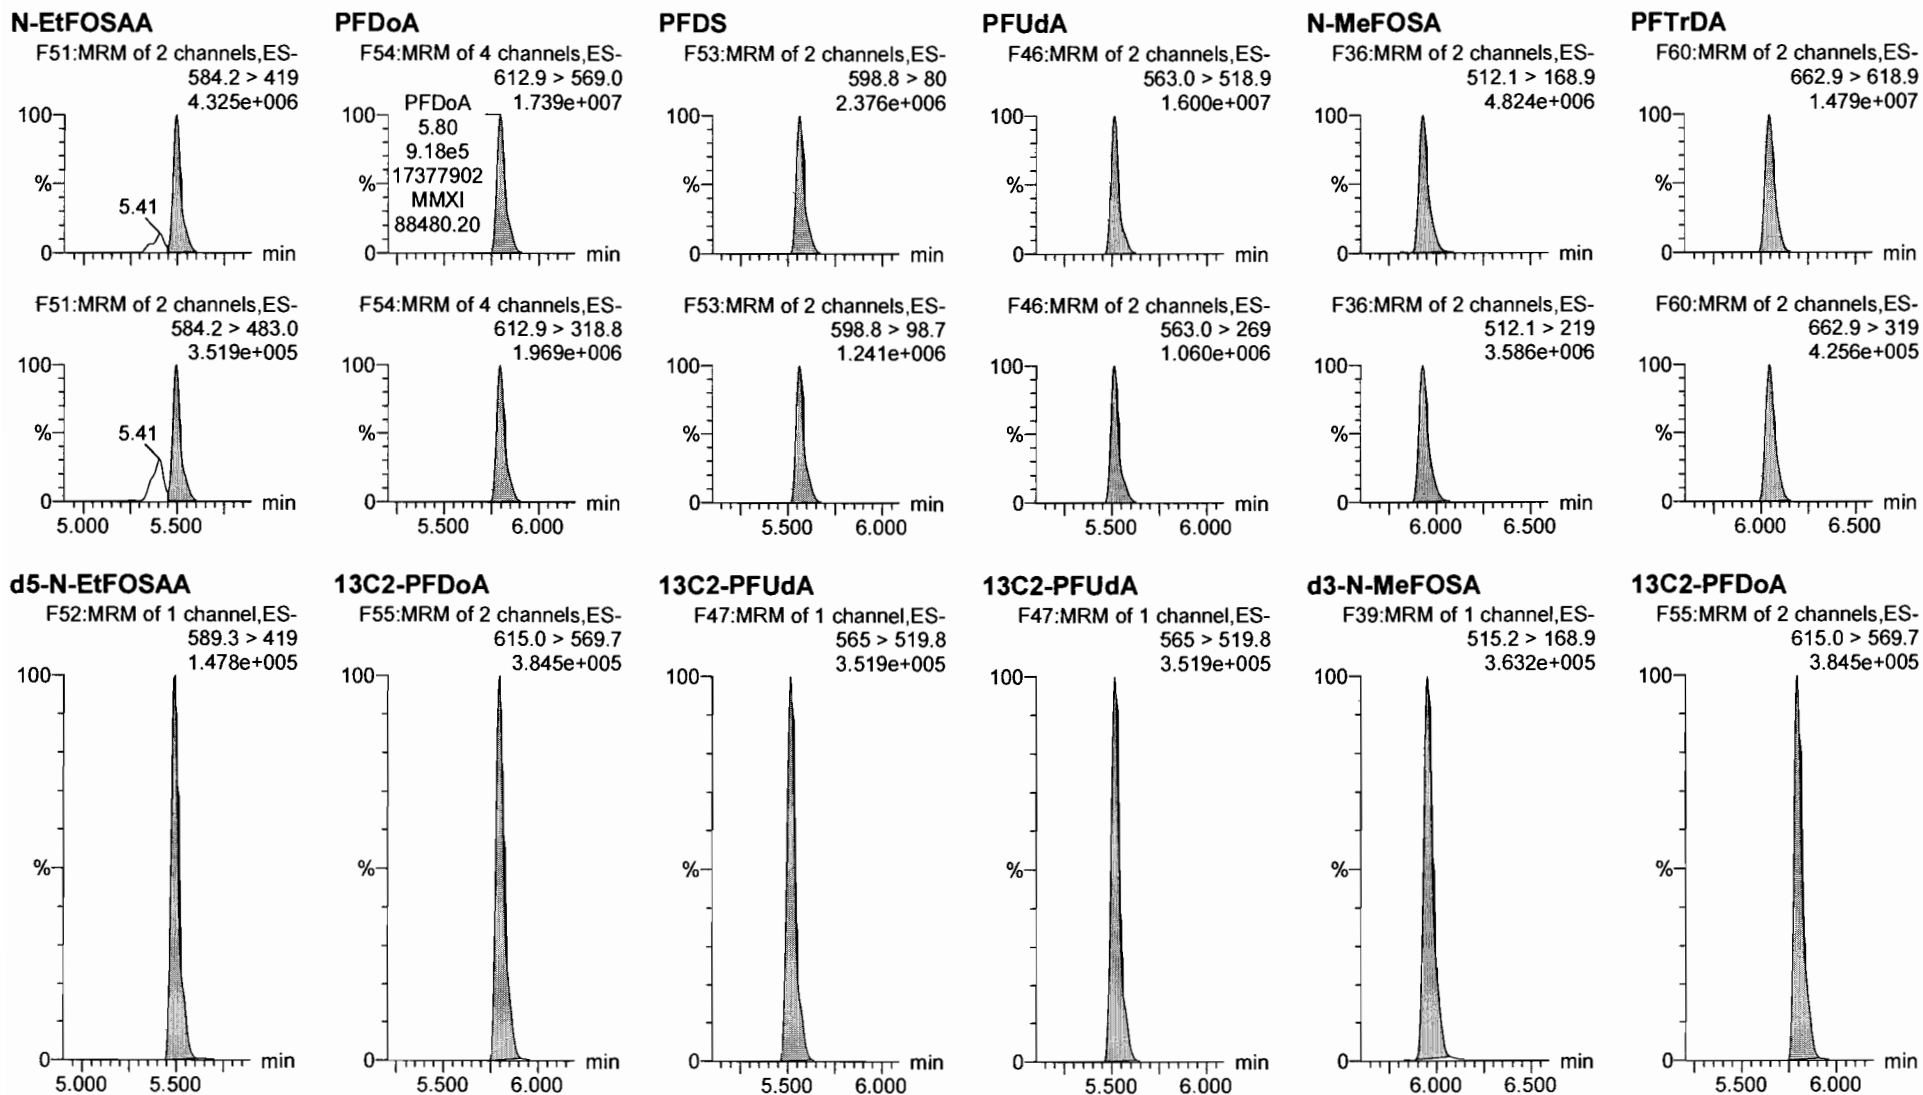 N-EtFOSAA
F51:MRM of 2 channels,ES-
584.2 > 419
4.325e+006
100
%
5.41
0
min
F51:MRM of 2 channels,ES-
584.2 > 483.0
3.519e+005
100
%
5.41
0
min
5.000 5.500
d5-N-EtFOSAA
F52:MRM of 1 channel,ES-
589.3 > 419
1.478e+005
100
%
0
min
5.000 5.500
PFDoA
F54:MRM of 4 channels,ES-
612.9 > 569.0
1.739e+007
100
PFDoA
5.80
9.18e5
17377902
MMXI
88480.20
%
0
min
F54:MRM of 4 channels,ES-
612.9 > 318.8
1.969e+006
100
%
0
min
5.500 6.000
13C2-PFDoA
F55:MRM of 2 channels,ES-
615.0 > 569.7
3.845e+005
100
%
0
min
5.500 6.000
PFDS
F53:MRM of 2 channels,ES-
598.8 > 80
2.376e+006
100
%
0
min
F53:MRM of 2 channels,ES-
598.8 > 98.7
1.241e+006
100
%
0
min
5.500 6.000
13C2-PFUdA
F47:MRM of 1 channel,ES-
565 > 519.8
3.519e+005
100
%
0
min
5.500 6.000
PFUdA
F46:MRM of 2 channels,ES-
563.0 > 518.9
1.600e+007
100
%
0
min
F46:MRM of 2 channels,ES-
563.0 > 269
1.060e+006
100
%
0
min
5.500 6.000
13C2-PFUdA
F47:MRM of 1 channel,ES-
565 > 519.8
3.519e+005
100
%
0
min
5.500 6.000
N-MeFOSA
F36:MRM of 2 channels,ES-
512.1 > 168.9
4.824e+006
100
%
0
min
F36:MRM of 2 channels,ES-
512.1 > 219
3.586e+006
100
%
0
min
6.000 6.500
d3-N-MeFOSA
F39:MRM of 1 channel,ES-
515.2 > 168.9
3.632e+005
100
%
0
min
6.000 6.500
PFTrDA
F60:MRM of 2 channels,ES-
662.9 > 618.9
1.479e+007
100
%
0
min
F60:MRM of 2 channels,ES-
662.9 > 319
4.256e+005
100
%
0
min
6.000 6.500
13C2-PFDoA
F55:MRM of 2 channels,ES-
615.0 > 569.7
3.845e+005
100
%
0
min
5.500 6.000